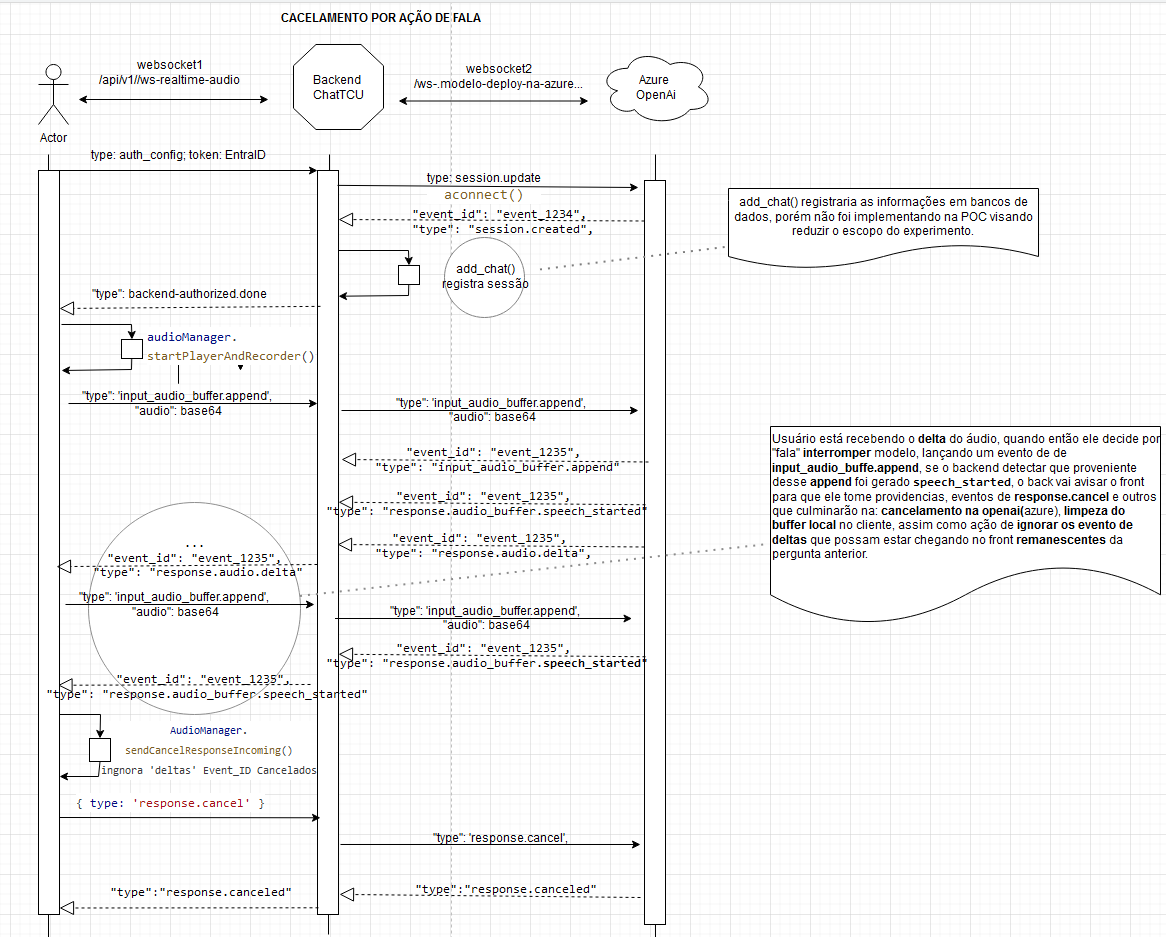 CACELAMENTO POR AÇÃO DE FALA
websocket1
/api/v1//ws-realtime-audio
Backend
ChatTCU
websocket2
/ws-.modelo-deploy-na-azure...
Azure
OpenAi
Actor
type: auth_config; token: EntraID
type: session.update
aconnect()
"event_id": "event_1234",
"type": "session.created",
add_chat() registraria as informações em bancos de
dados, porém não foi implementando na POC visando
reduzir o escopo do experimento.
add_chat()
registra sessão
"type": backend-authorized.done
audioManager.
startPlayerAndRecorder()
"type": 'input_audio_buffer.append',
"audio": base64
"type": 'input_audio_buffer.append',
"audio": base64
"event_id": "event_1235",
"type": "input_audio_buffer.append"
"event_id": "event_1235",
"type": "response.audio_buffer.speech_started"
Usuário está recebendo o delta do áudio, quando então ele decide por
"fala" interromper modelo, lançando um evento de de
input_audio_buffe.append, se o backend detectar que proveniente
desse append foi gerado speech_started, o back vai avisar o front
para que ele tome providencias, eventos de response.cancel e outros
que culminarão na: cancelamento na openai(azure), limpeza do
buffer local no cliente, assim como ação de ignorar os evento de
deltas que possam estar chegando no front remanescentes da
pergunta anterior.
"event_id": "event_1235",
"type": "response.audio.delta",
...
"event_id": "event_1235",
"type": "response.audio.delta"
"type": 'input_audio_buffer.append',
"audio": base64
"type": 'input_audio_buffer.append',
"audio": base64
"event_id": "event_1235",
"type": "response.audio_buffer.speech_started"
"event_id": "event_1235",
"type": "response.audio_buffer.speech_started"
AudioManager.
sendCancelResponseIncoming()
ingnora 'deltas' Event_ID Cancelados
{ type: 'response.cancel' }
"type": 'response.cancel',
"type":"response.canceled"
"type":"response.canceled"